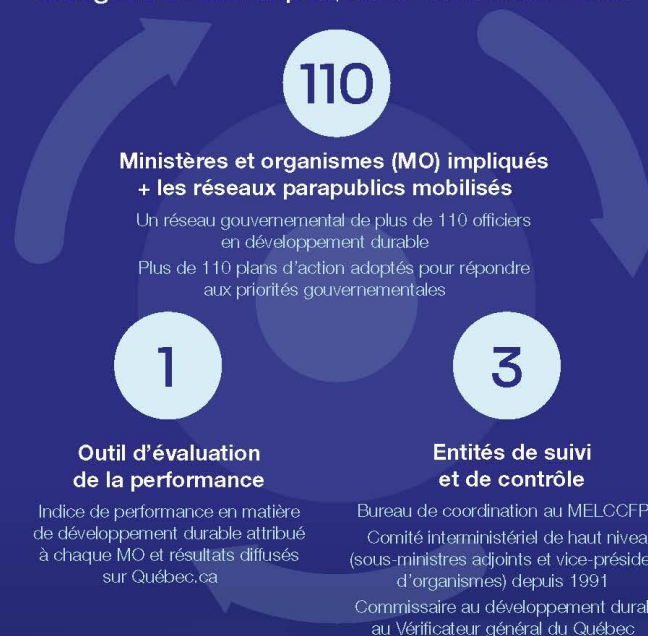 110
Ministères et organismes (MO) impliqués
+ les réseaux parapublics mobilisés
Un réseau gouvernemental de plus de 110 officiers
en développement durable
Plus de 110 plans d'action adoptés pour répondre
aux priorités gouvernementales
1
Outil d'évaluation
de la performance
Indice de performance en matière
de développement durable attribué
à chaque MO et résultats diffusés
sur Québec.ca
3
Entités de suivi
et de contrôle
Bureau de coordination au MELCCFP
Comité interministériel de haut
(sous-ministres adjoints et
d'organismes) depuis 1991
Commissaire au développement
au Vérificateur général du Québec